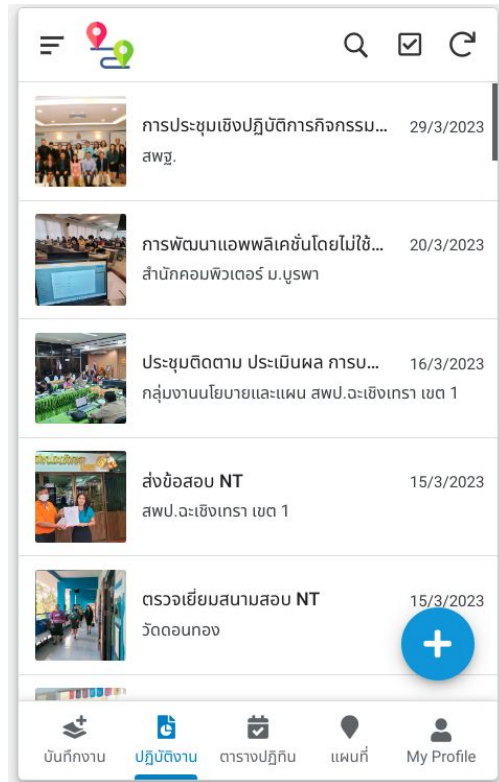 การประชุมเชิงปฏิบัติการกิจกรรม... 29/3/2023
สพฐ.
การพัฒนาแอพพลิเคชั่นโดยไม่ใช้... 20/3/2023
สำนักคอมพิวเตอร์ ม.บูรพา
ประชุมติดตาม ประเมินผล การบ... 16/3/2023
กลุ่มงานนโยบายและแผน สพป.ฉะเชิงเทรา เขต 1
ส่งข้อสอบ NT 15/3/2023
สพป.ฉะเชิงเทรา เขต 1
ตรวจเยี่ยมสนามสอบ NT 15/3/2023
วัดดอนทอง
บันทึกงาน ปฏิบัติงาน ตารางปฏิทิน แผนที่ My Profile